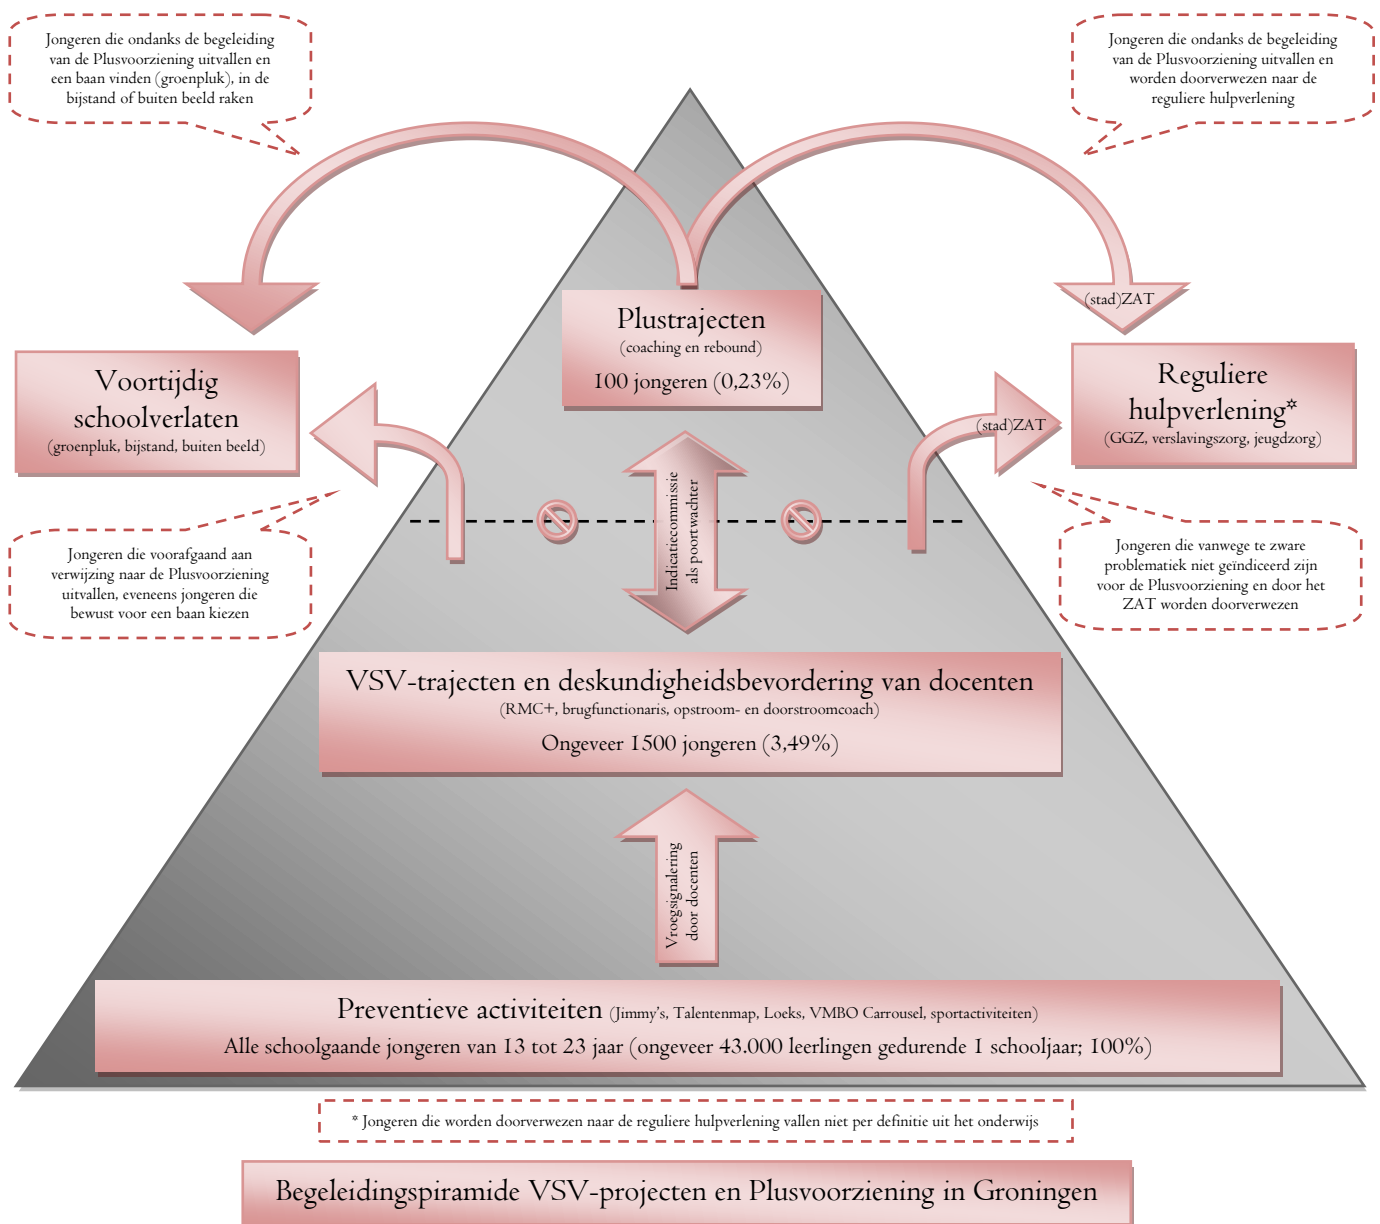 Jongeren die ondanks de begeleiding
van de Plusvoorziening uitvallen en
een baan vinden (groenpluk), in de
bijstand of buiten beeld raken
Jongeren die ondanks de begeleiding
van de Plusvoorziening uitvallen en
worden doorverwezen naar de
reguliere hulpverlening
(stad)ZAT
Plustrajecten
(coaching en rebound)
100 jongeren (0,23%)
Voortijdig
schoolverlaten
(groenpluk, bijstand, buiten beeld)
Reguliere
hulpverlening*
(GGZ, verslavingszorg, jeugdzorg)
(stad)ZAT
Indicatiecommissie
als poortwachter
Jongeren die voorafgaand aan
verwijzing naar de Plusvoorziening
uitvallen, eveneens jongeren die
bewust voor een baan kiezen
Jongeren die vanwege te zware
problematiek niet geïndiceerd zijn
voor de Plusvoorziening en door het
ZAT worden doorverwezen
VSV-trajecten en deskundigheidsbevordering van docenten
(RMC+, brugfunctionaris, opstroom- en doorstroomcoach)
Ongeveer 1500 jongeren (3,49%)
Vroegsignalering
door docenten
Preventieve activiteiten (Jimmy's, Talentenmap, Loeks, VMBO Carrousel, sportactiviteiten)
Alle schoolgaande jongeren van 13 tot 23 jaar (ongeveer 43.000 leerlingen gedurende 1 schooljaar; 100%)
* Jongeren die worden doorverwezen naar de reguliere hulpverlening vallen niet per definitie uit het onderwijs
Begeleidingspiramide VSV-projecten en Plusvoorziening in Groningen